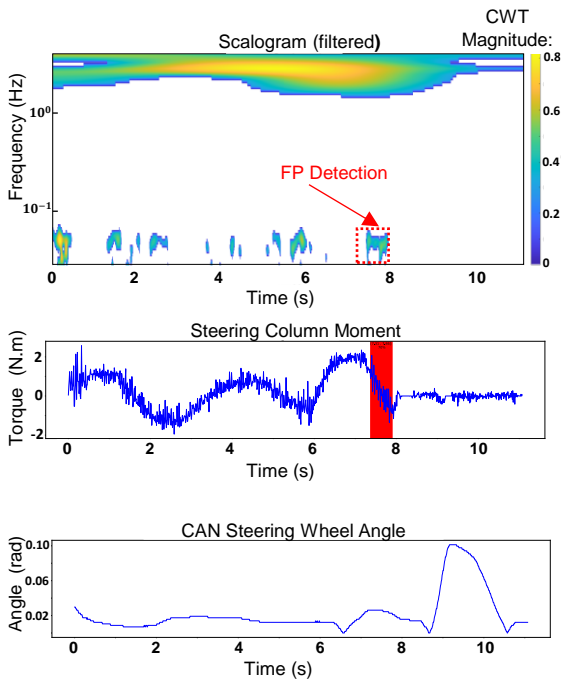 CWT
Magnitude:
Scalogram (filtered)
Frequency (Hz)
10⁰
10⁻¹
FP Detection
0.8
0.6
0.4
0.2
0
0 2 4 6 8 10
Time (s)
Steering Column Moment
Torque (N.m)
2
0
-2
0 2 4 6 8 10
Time (s)
CAN Steering Wheel Angle
Angle (rad)
0.10
0.06
0.02
0 2 4 6 8 10
Time (s)